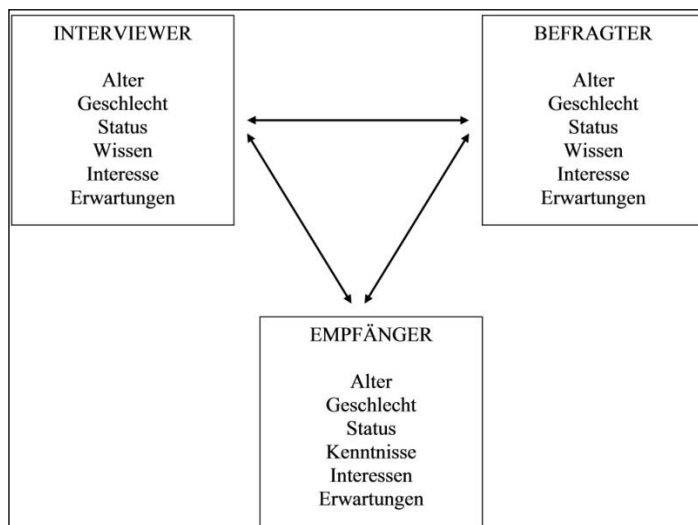 INTERVIEWER
Alter
Geschlecht
Status
Wissen
Interesse
Erwartungen
BEFRAGTER
Alter
Geschlecht
Status
Wissen
Interesse
Erwartungen
EMPFÄNGER
Alter
Geschlecht
Status
Kenntnisse
Interessen
Erwartungen